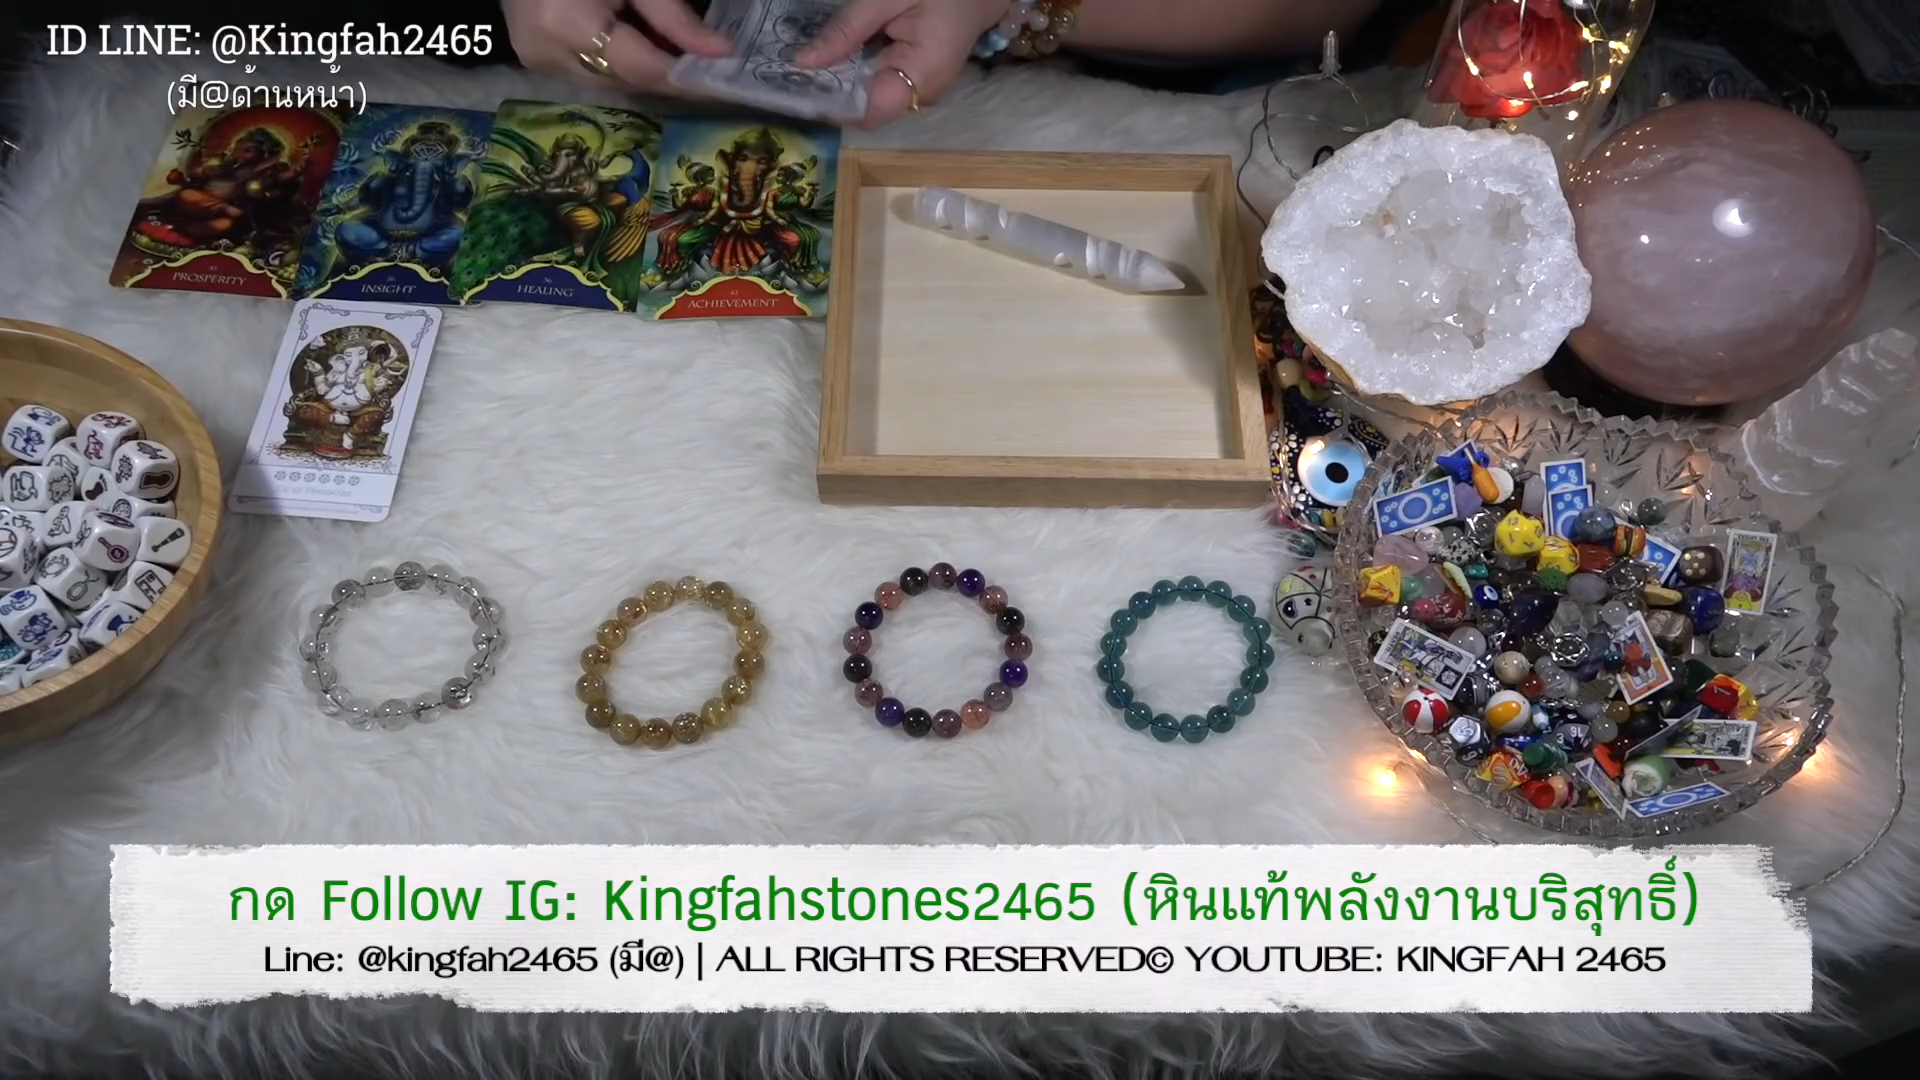 ID LINE: @Kingfah2465
(มี@ด้านหน้า)
PROSPERITY
INSIGHT
HEALING
ACHIEVEMENT
กด Follow IG: Kingfahstones2465 (หินแท้พลังงานบริสุทธิ์)
Line: @kingfah2465 (มี@) | ALL RIGHTS RESERVED© YOUTUBE: KINGFAH 2465